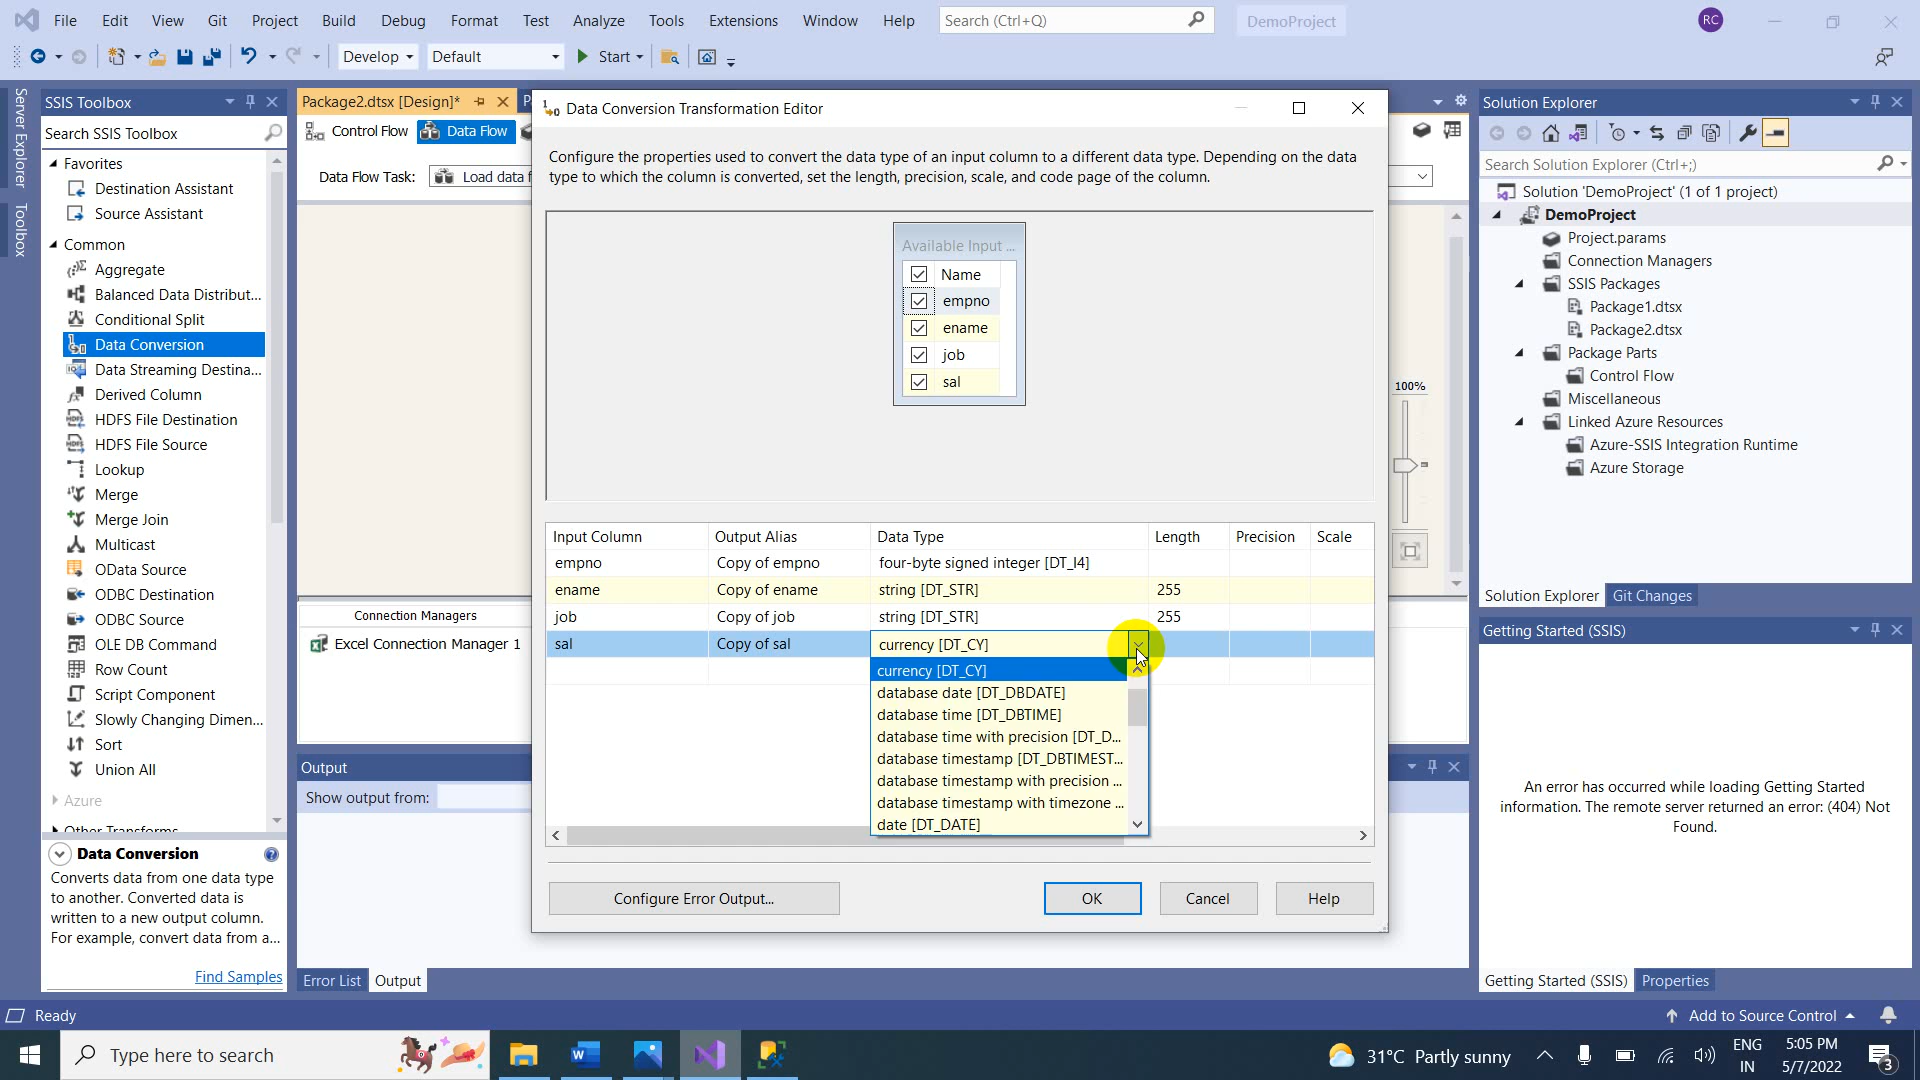 File Edit View Git Project Build Debug Format Test Analyze Tools Extensions Window Help Search (Ctrl+Q) DemoProject RC
Develop Default Start
Server Explorer
Toolbox
SSIS Toolbox
Search SSIS Toolbox
Favorites
Destination Assistant
Source Assistant
Common
Aggregate
Balanced Data Distribut...
Conditional Split
Data Conversion
Data Streaming Destina...
Derived Column
HDFS File Destination
HDFS File Source
Lookup
Merge
Merge Join
Multicast
OData Source
ODBC Destination
ODBC Source
OLE DB Command
Row Count
Script Component
Slowly Changing Dimen...
Sort
Union All
Azure
Other Transforms
Data Conversion
Converts data from one data type
to another. Converted data is
written to a new output column.
For example, convert data from a...
Find Samples
Package2.dtsx [Design]*
Control Flow Data Flow
Data Flow Task: Load data f
100%
Connection Managers
Excel Connection Manager 1
Output
Show output from:
Error List Output
Data Conversion Transformation Editor
Configure the properties used to convert the data type of an input column to a different data type. Depending on the data
type to which the column is converted, set the length, precision, scale, and code page of the column.
Available Input ...
Name
empno
ename
job
sal
Input Column Output Alias Data Type Length Precision Scale
empno Copy of empno four-byte signed integer [DT_I4]
ename Copy of ename string [DT_STR] 255
job Copy of job string [DT_STR] 255
sal Copy of sal currency [DT_CY]
currency [DT_CY]
database date [DT_DBDATE]
database time [DT_DBTIME]
database time with precision [DT_D...
database timestamp [DT_DBTIMEST...
database timestamp with precision ...
database timestamp with timezone ...
date [DT_DATE]
Configure Error Output... OK Cancel Help
Solution Explorer
Search Solution Explorer (Ctrl+;)
Solution 'DemoProject' (1 of 1 project)
DemoProject
Project.params
Connection Managers
SSIS Packages
Package1.dtsx
Package2.dtsx
Package Parts
Control Flow
Miscellaneous
Linked Azure Resources
Azure-SSIS Integration Runtime
Azure Storage
Solution Explorer Git Changes
Getting Started (SSIS)
An error has occurred while loading Getting Started
information. The remote server returned an error: (404) Not
Found.
Getting Started (SSIS) Properties
Ready Add to Source Control
Type here to search 31°C Partly sunny
ENG
IN
5:05 PM
5/7/2022
3